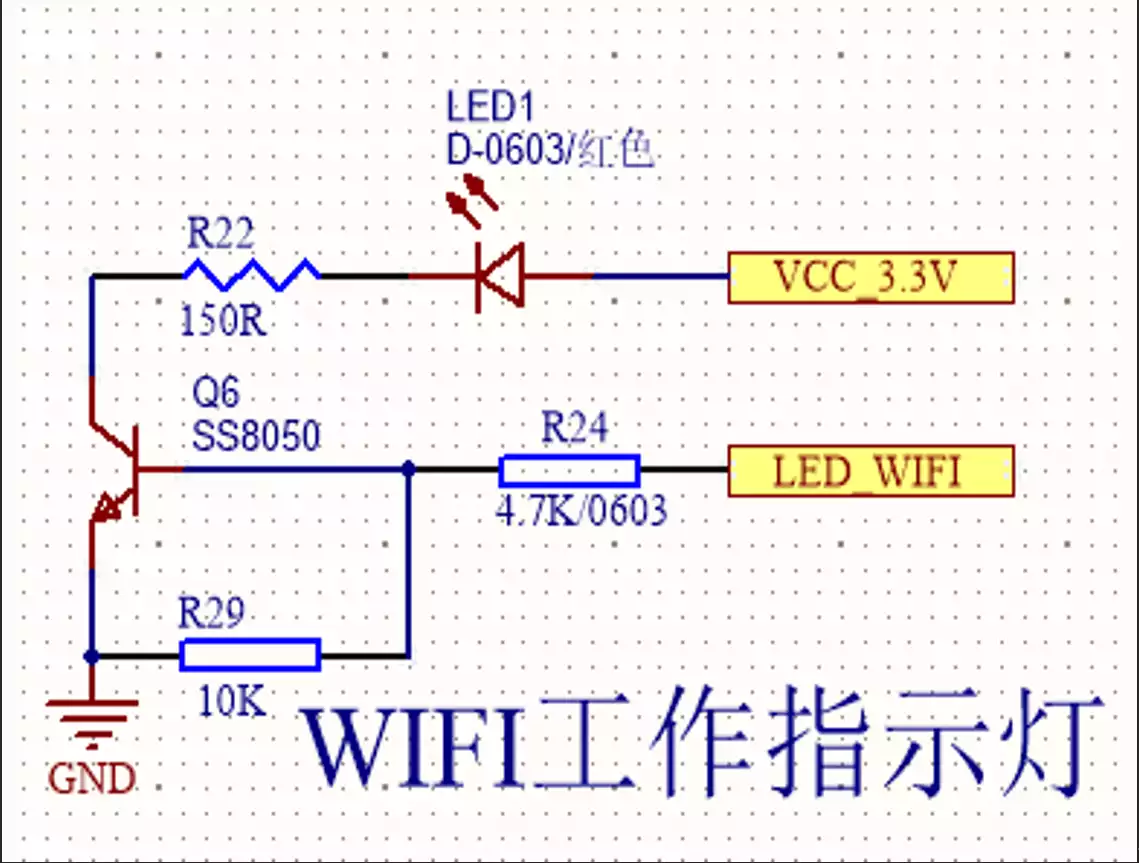 LED1
D-0603/红色
R22
150R
VCC_3.3V
Q6
SS8050
R24
4.7K/0603
LED_WIFI
R29
10K
GND
WIFI工作指示灯